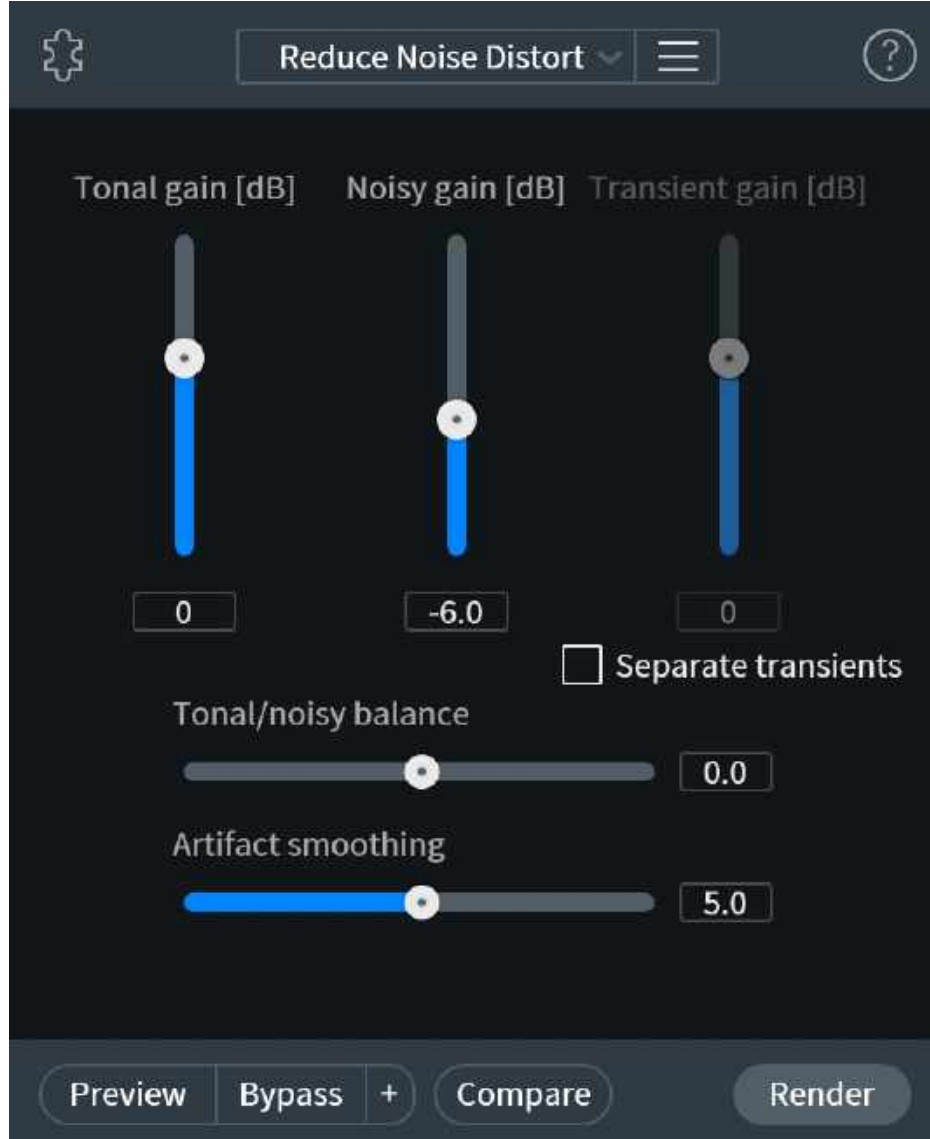 Reduce Noise Distort
?
Tonal gain [dB] Noisy gain [dB] Transient gain [dB]
0 -6.0 0
Separate transients
Tonal/noisy balance
0.0
Artifact smoothing
5.0
Preview Bypass + Compare Render